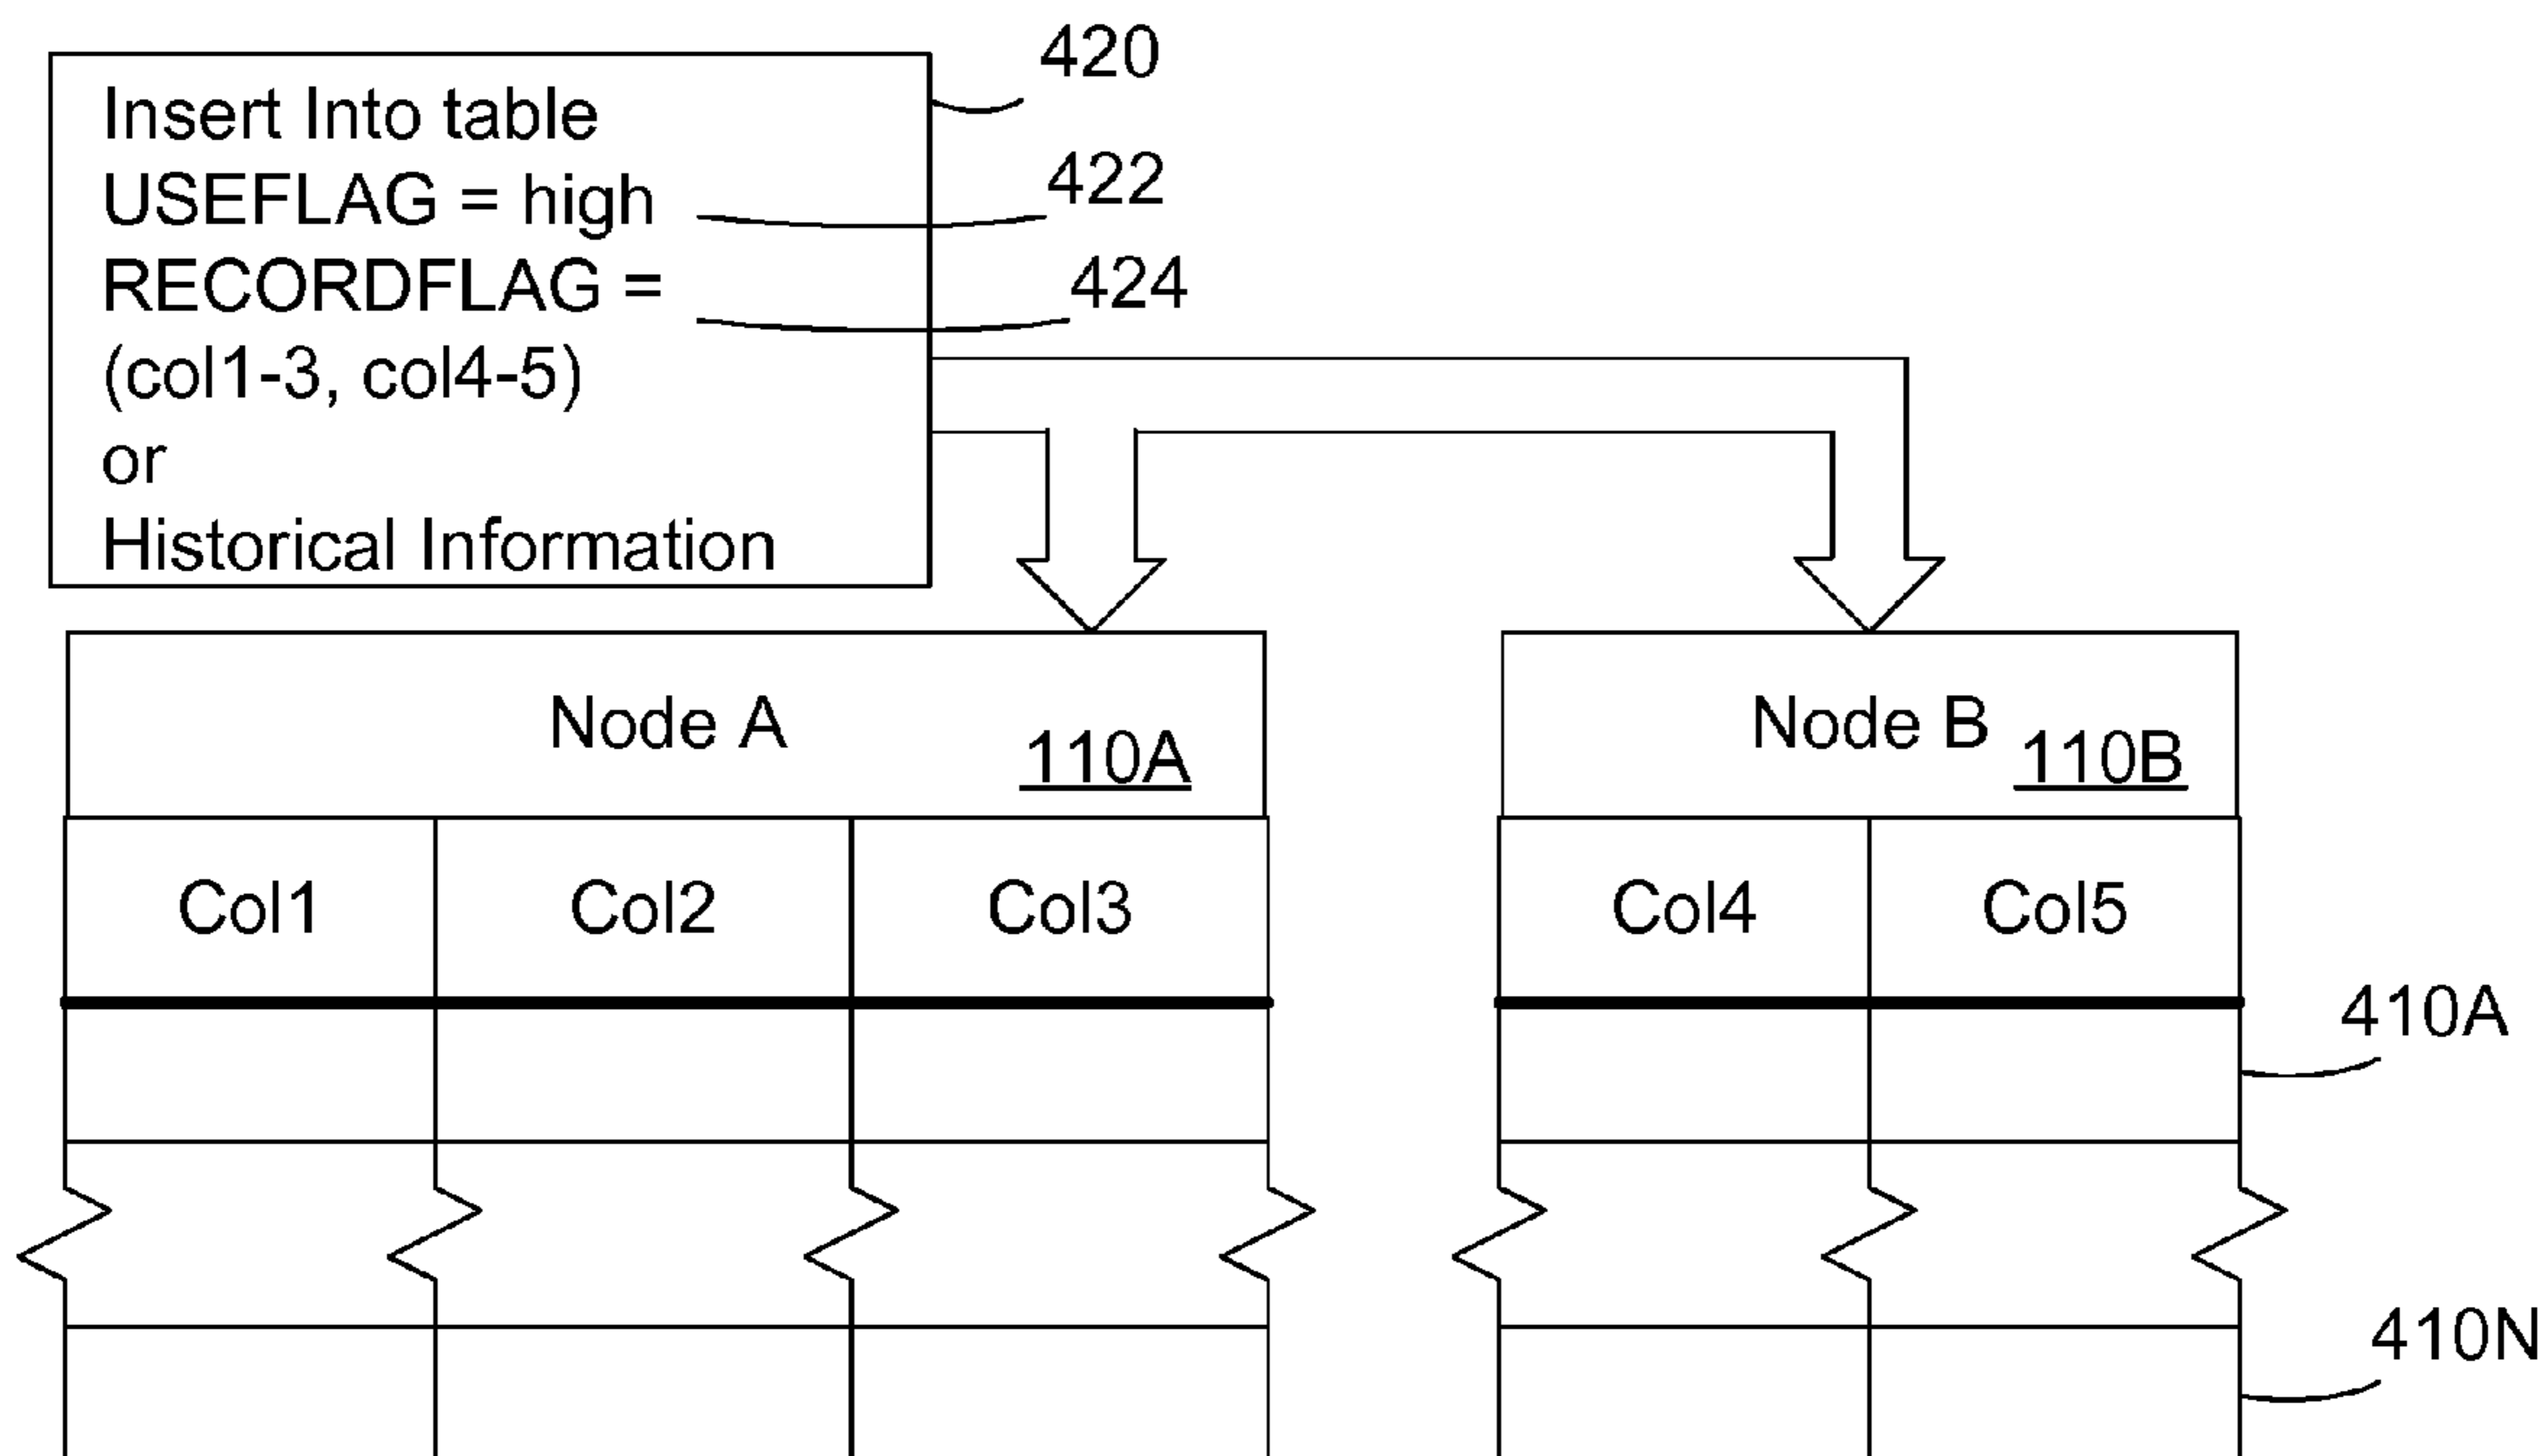 420
Insert Into table
422
USEFLAG = high
424
RECORDFLAG =
(col1-3, col4-5)
or
Historical Information
Node A 110A
Node B 110B
Col1 Col2 Col3 Col4 Col5
410A
410N